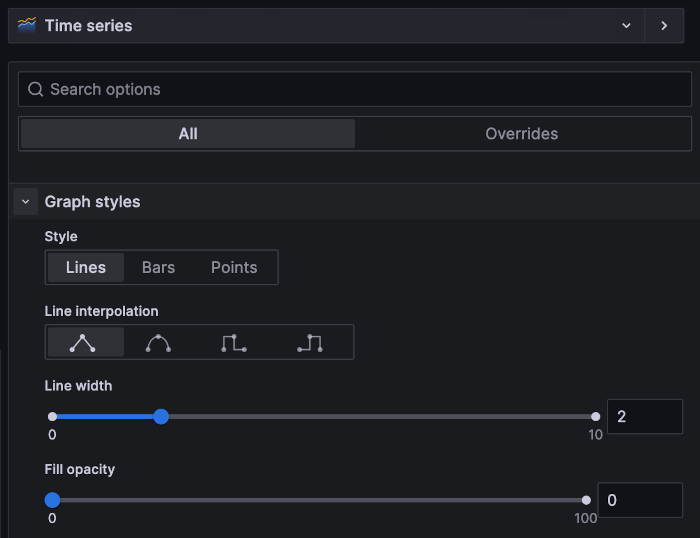 Time series
Search options
All Overrides
Graph styles
Style
Lines Bars Points
Line interpolation
Line width
2
0 10
Fill opacity
0
0 100